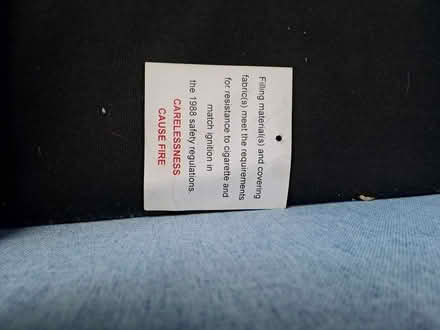 Filling material(s) and covering
fabric(s) meet the requirements
for resistance to cigarette and
match ignition in
the 1988 safety regulations.
CARELESSNESS
CAUSE FIRE